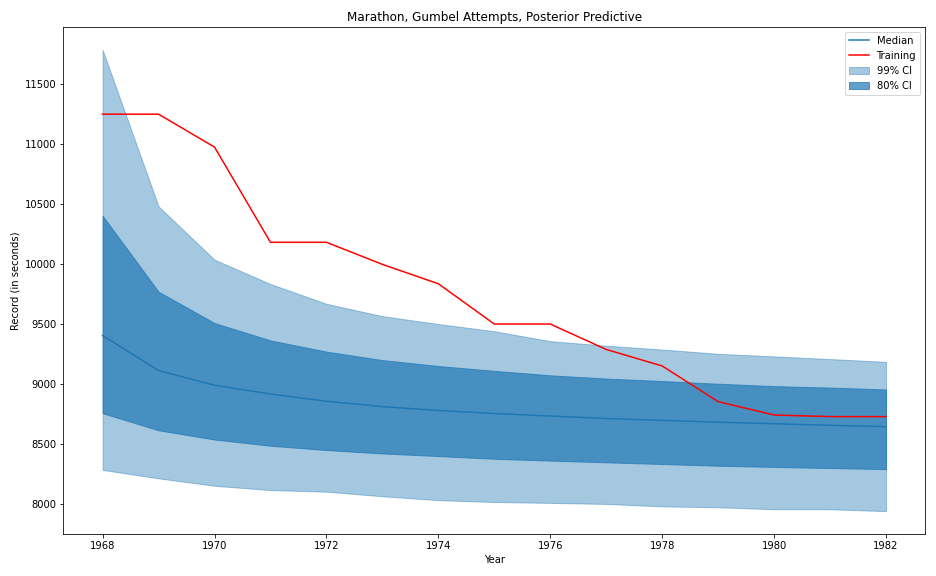 Marathon, Gumbel Attempts, Posterior Predictive
Median
Training
99% CI
80% CI
11500
11000
10500
10000
9500
9000
8500
8000
Record (in seconds)
1968 1970 1972 1974 1976 1978 1980 1982
Year